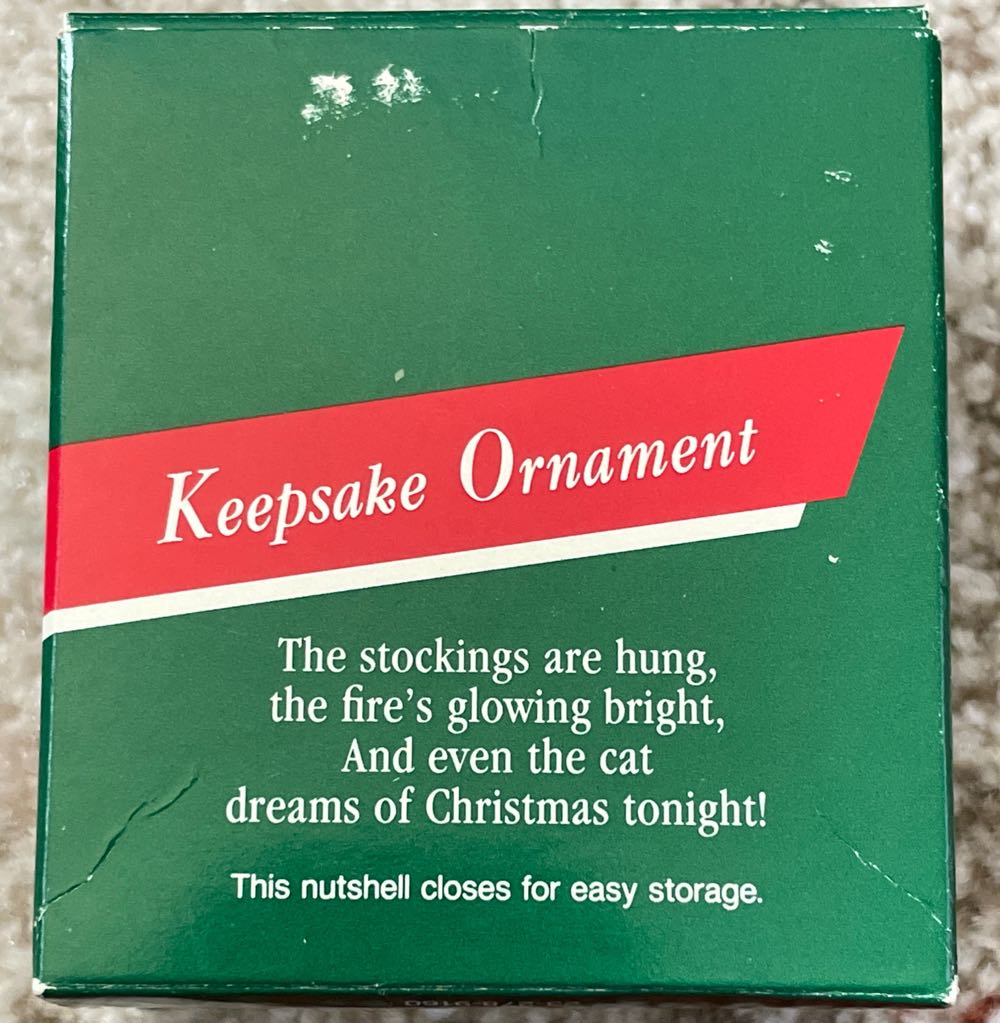 Keepsake Ornament
The stockings are hung,
the fire's glowing bright,
And even the cat
dreams of Christmas tonight!
This nutshell closes for easy storage.